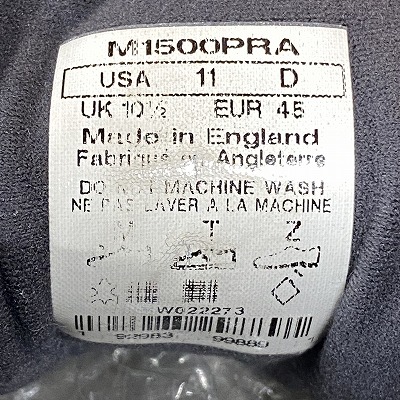 M1500PRA
USA 11 D
UK 10½ EUR 45
Made in England
Fabriqué en Angleterre
DO NOT MACHINE WASH
NE PAS LAVER A LA MACHINE
T Z
W022273
99889